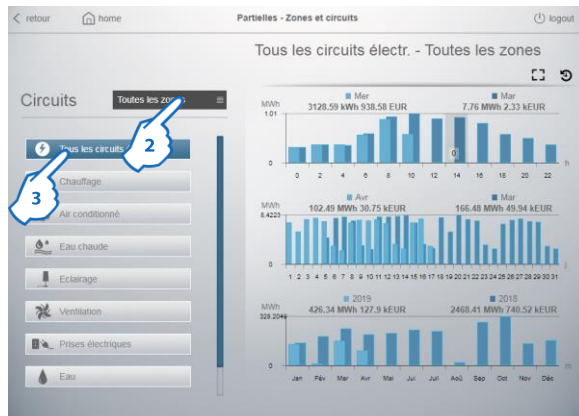 retour home Partielles - Zones et circuits logout
Tous les circuits électr. - Toutes les zones
Circuits Toutes les zones
2
Tous les circuits
3
Chauffage
Air conditionné
Eau chaude
Eclairage
Ventilation
Prises électriques
Eau
Mer Mar
MWh 3128.59 kWh 938.58 EUR 7.76 MWh 2.33 kEUR
1.01
0
0 h
0 2 4 6 8 10 12 14 16 18 20 22
Avr Mar
MWh 102.49 MWh 30.75 kEUR 166.48 MWh 49.94 kEUR
8.4223
0 j
1 2 3 4 5 6 7 8 9 10 11 12 13 14 15 16 17 18 19 20 21 22 23 24 25 26 27 28 29 30 31
2019 2018
MWh 426.34 MWh 127.9 kEUR 2468.41 MWh 740.52 kEUR
328.2049
0 m
Jan Fév Mar Avr Mai Jui Juil Aoû Sep Oct Nov Déc